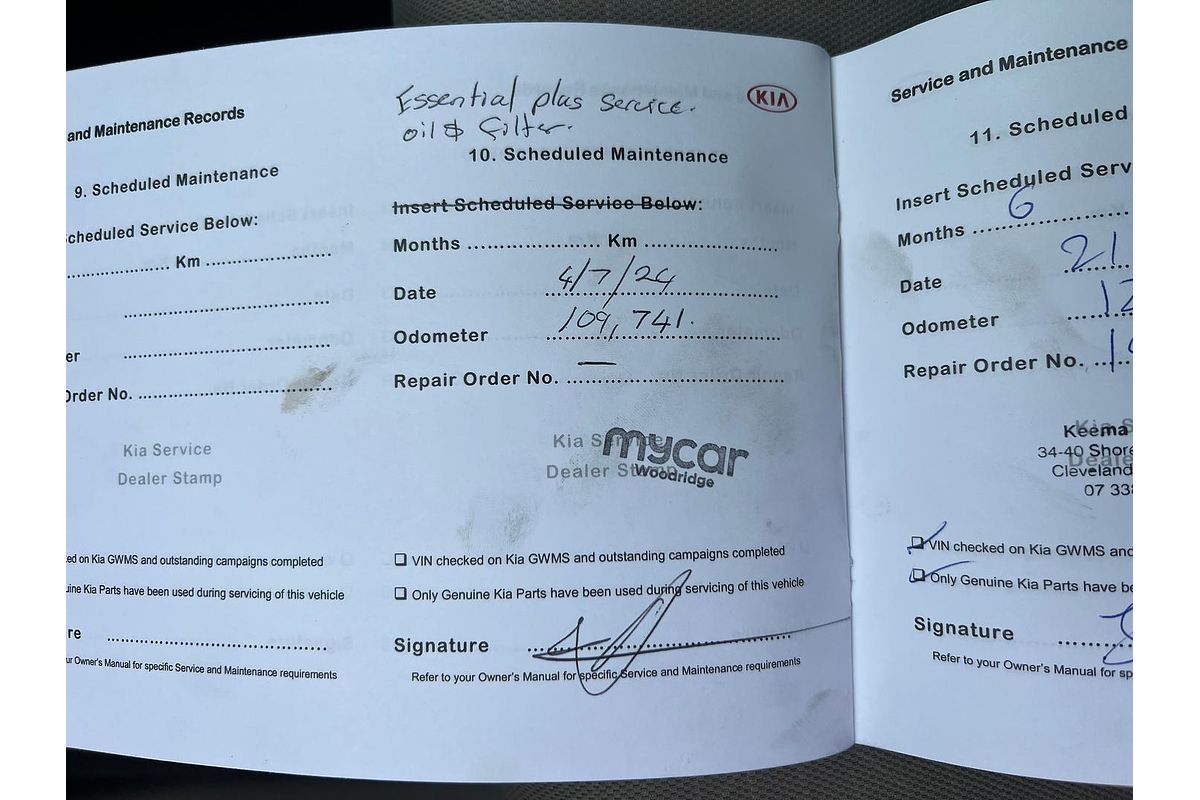 and Maintenance Records
9. Scheduled Maintenance
cheduled Service Below:
.................... Km ........................
er
Order No. ....................................
Kia Service
Dealer Stamp
ed on Kia GWMS and outstanding campaigns completed
uine Kia Parts have been used during servicing of this vehicle
re ........................................
ur Owner's Manual for specific Service and Maintenance requirements
Essential plus service.
oil & filter.
KIA
10. Scheduled Maintenance
Insert Scheduled Service Below:
Months ...................... Km ......................
Date 4/7/24
Odometer 109,741.
Repair Order No. —
Kia S
Dealer St
mycar
Woodridge
VIN checked on Kia GWMS and outstanding campaigns completed
Only Genuine Kia Parts have been used during servicing of this vehicle
Signature ........................................
Refer to your Owner's Manual for specific Service and Maintenance requirements
Service and Maintenance
11. Scheduled
Insert Scheduled Serv
Months 6
Date 21
Odometer 12
Repair Order No.
Keema
34-40 Shore
Cleveland
07 33
VIN checked on Kia GWMS and
Only Genuine Kia Parts have be
Signature
Refer to your Owner's Manual for sp